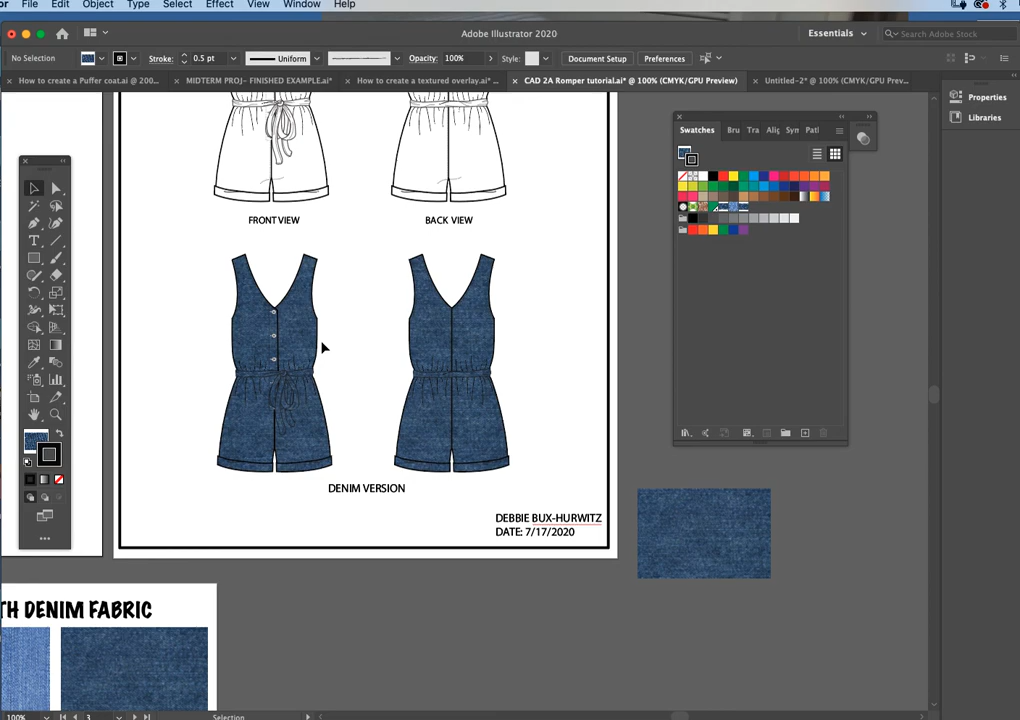 or File Edit Object Type Select Effect View Window Help
Adobe Illustrator 2020
Essentials
Search Adobe Stock
No Selection
Stroke: 0.5 pt
Uniform
Opacity: 100%
Style:
Document Setup
Preferences
How to create a Puffer coat.ai @ 200...
MIDTERM PROJ– FINISHED EXAMPLE.ai*
How to create a textured overlay.ai* ...
CAD 2A Romper tutorial.ai* @ 100% (CMYK/GPU Preview)
Untitled-2* @ 100% (CMYK/GPU Prev...
Properties
Libraries
Swatches Bru Tra Alig Syn Patl
FRONT VIEW
BACK VIEW
DENIM VERSION
DEBBIE BUX-HURWITZ
DATE: 7/17/2020
TH DENIM FABRIC
100%
3
Selection